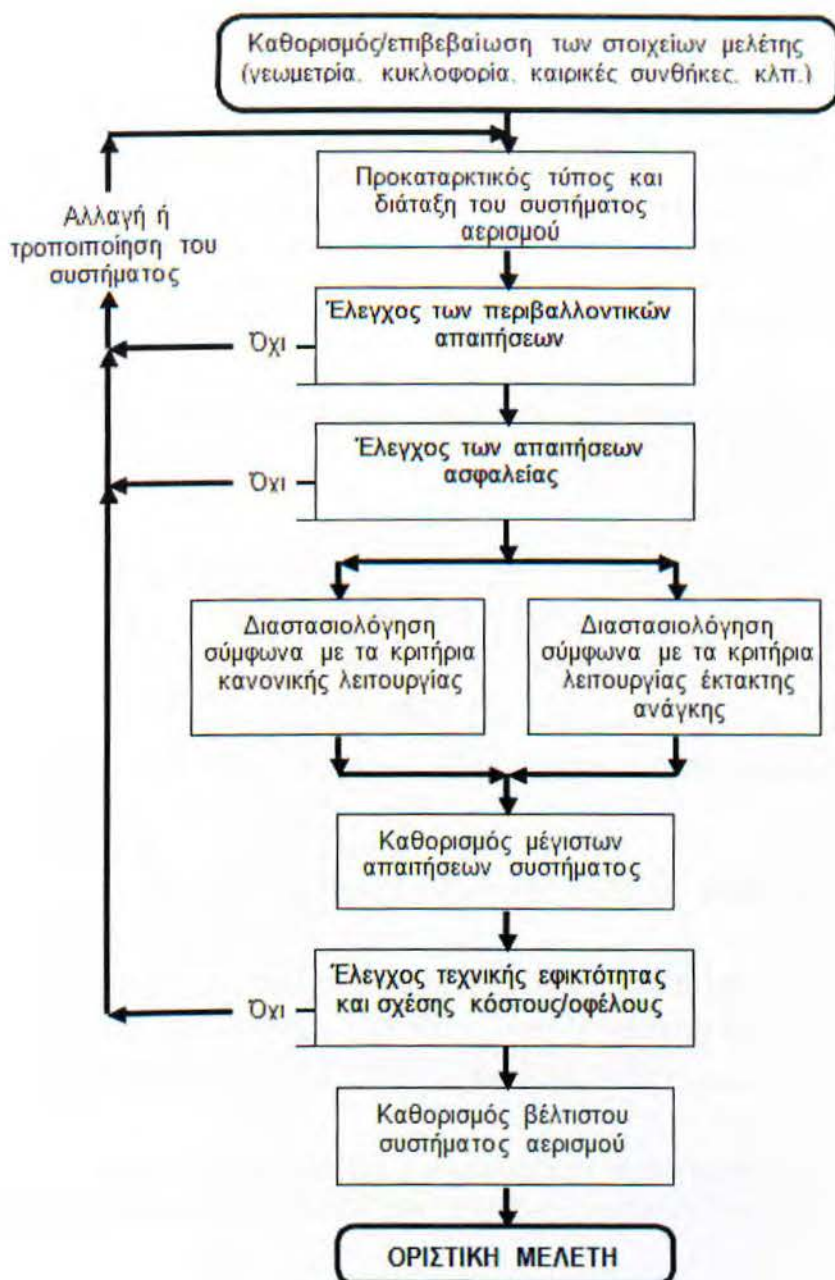 Καθορισμός/επιβεβαίωση των στοιχείων μελέτης
(γεωμετρία, κυκλοφορία, καιρικές συνθήκες, κλπ.)
Προκαταρκτικός τύπος και
διάταξη του συστήματος
αερισμού
Αλλαγή ή
τροποποίηση του
συστήματος
Έλεγχος των περιβαλλοντικών
απαιτήσεων
Όχι
Έλεγχος των απαιτήσεων
ασφαλείας
Όχι
Διαστασιολόγηση
σύμφωνα με τα κριτήρια
κανονικής λειτουργίας
Διαστασιολόγηση
σύμφωνα με τα κριτήρια
λειτουργίας έκτακτης
ανάγκης
Καθορισμός μέγιστων
απαιτήσεων συστήματος
Έλεγχος τεχνικής εφικτότητας
και σχέσης κόστους/οφέλους
Όχι
Καθορισμός βέλτιστου
συστήματος αερισμού
ΟΡΙΣΤΙΚΗ ΜΕΛΕΤΗ